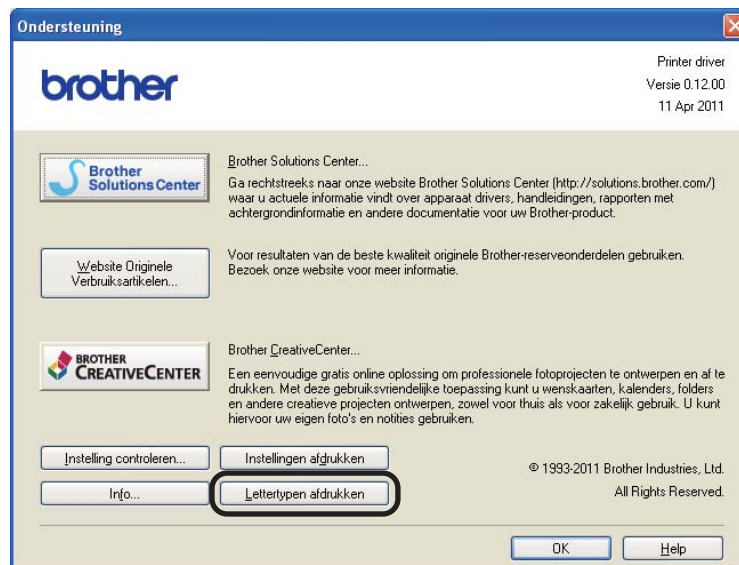 Ondersteuning
brother
Printer driver
Versie 0.12.00
11 Apr 2011
Brother
Solutions Center
Brother Solutions Center...
Ga rechtstreeks naar onze website Brother Solutions Center (http://solutions.brother.com/)
waar u actuele informatie vindt over apparaat drivers, handleidingen, rapporten met
achtergrondinformatie en andere documentatie voor uw Brother-product.
Website Originele
Verbruiksartikelen...
Voor resultaten van de beste kwaliteit originele Brother-reserveonderdelen gebruiken.
Bezoek onze website voor meer informatie.
BROTHER
CREATIVECENTER
Brother CreativeCenter...
Een eenvoudige gratis online oplossing om professionele fotoprojecten te ontwerpen en af te
drukken. Met deze gebruiksvriendelijke toepassing kunt u wenskaarten, kalenders, folders
en andere creatieve projecten ontwerpen, zowel voor thuis als voor zakelijk gebruik. U kunt
hiervoor uw eigen foto's en notities gebruiken.
Instelling controleren...
Instellingen afdrukken
© 1993-2011 Brother Industries, Ltd.
Info...
Lettertypen afdrukken
All Rights Reserved.
OK
Help